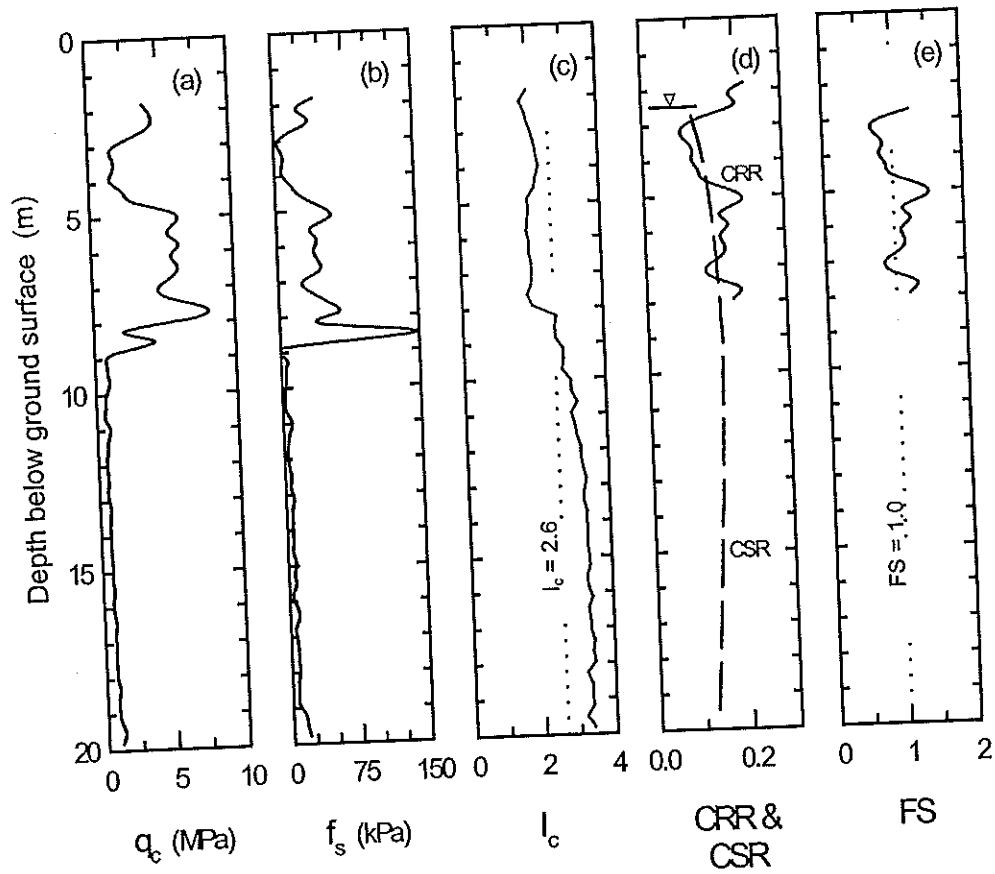 0
5
10
15
20
Depth below ground surface (m)
(a)
(b)
(c)
(d)
(e)
CRR
CSR
I_c = 2.6
FS = 1.0
0 5 10
0 75 150
0 2 4
0.0 0.2
0 1 2
q_c (MPa)
f_s (kPa)
I_c
CRR &
CSR
FS